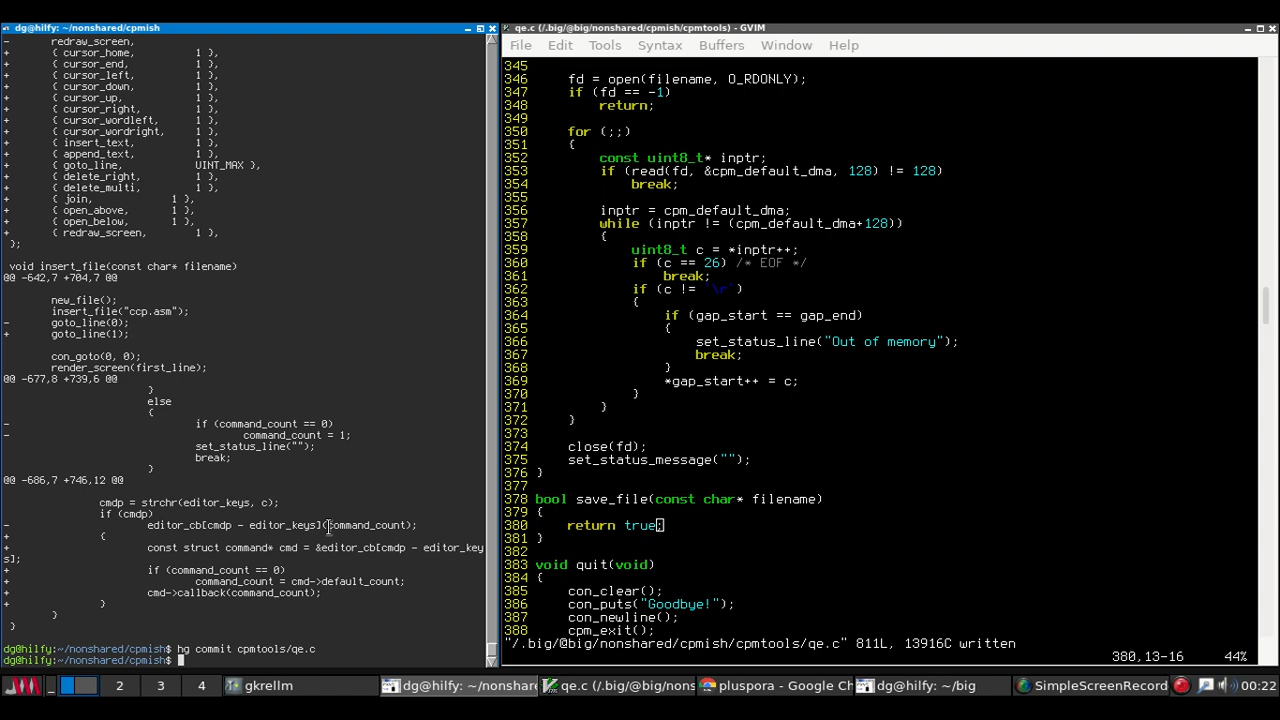 dg@hilfy: ~/nonshared/cpmish
-       redraw_screen,
+       { cursor_home,          1 },
+       { cursor_end,           1 },
+       { cursor_left,          1 },
+       { cursor_down,          1 },
+       { cursor_up,            1 },
+       { cursor_right,         1 },
+       { cursor_wordleft,      1 },
+       { cursor_wordright,     1 },
+       { insert_text,          1 },
+       { append_text,          1 },
+       { goto_line,            UINT_MAX },
+       { delete_right,         1 },
+       { delete_multi,         1 },
+       { join,             1 },
+       { open_above,       1 },
+       { open_below,       1 },
+       { redraw_screen,        1 },
 };
 void insert_file(const char* filename)
@@ -642,7 +704,7 @@
        new_file();
        insert_file("ccp.asm");
-       goto_line(0);
+       goto_line(1);
        con_goto(0, 0);
        render_screen(first_line);
@@ -677,8 +739,6 @@
                        }
                        else
                        {
-                               if (command_count == 0)
-                                       command_count = 1;
                                set_status_line("");
                                break;
                        }
@@ -686,7 +746,12 @@
                cmdp = strchr(editor_keys, c);
                if (cmdp)
-                       editor_cb[cmdp - editor_keys](command_count);
+               {
+                       const struct command* cmd = &editor_cb[cmdp - editor_key
s];
+
+                       if (command_count == 0)
+                               command_count = cmd->default_count;
+                       cmd->callback(command_count);
+               }
        }
 }
dg@hilfy:~/nonshared/cpmish$ hg commit cpmtools/qe.c
dg@hilfy:~/nonshared/cpmish$
qe.c (/.big/@big/nonshared/cpmish/cpmtools) - GVIM
File Edit Tools Syntax Buffers Window Help
345
346     fd = open(filename, O_RDONLY);
347     if (fd == -1)
348         return;
349
350     for (;;)
351     {
352         const uint8_t* inptr;
353         if (read(fd, &cpm_default_dma, 128) != 128)
354             break;
355
356         inptr = cpm_default_dma;
357         while (inptr != (cpm_default_dma+128))
358         {
359             uint8_t c = *inptr++;
360             if (c == 26) /* EOF */
361                 break;
362             if (c != '\r')
363             {
364                 if (gap_start == gap_end)
365                 {
366                     set_status_line("Out of memory");
367                     break;
368                 }
369                 *gap_start++ = c;
370             }
371         }
372     }
373
374     close(fd);
375     set_status_message("");
376 }
377
378 bool save_file(const char* filename)
379 {
380     return true;
381 }
382
383 void quit(void)
384 {
385     con_clear();
386     con_puts("Goodbye!");
387     con_newline();
388     cpm_exit();
"/.big/@big/nonshared/cpmish/cpmtools/qe.c" 811L, 13916C written
380,13-16 44%
2 3 4 gkrellm dg@hilfy: ~/nonshare qe.c (/.big/@big/nons pluspora - Google Ch dg@hilfy: ~/big SimpleScreenRecord 00:22